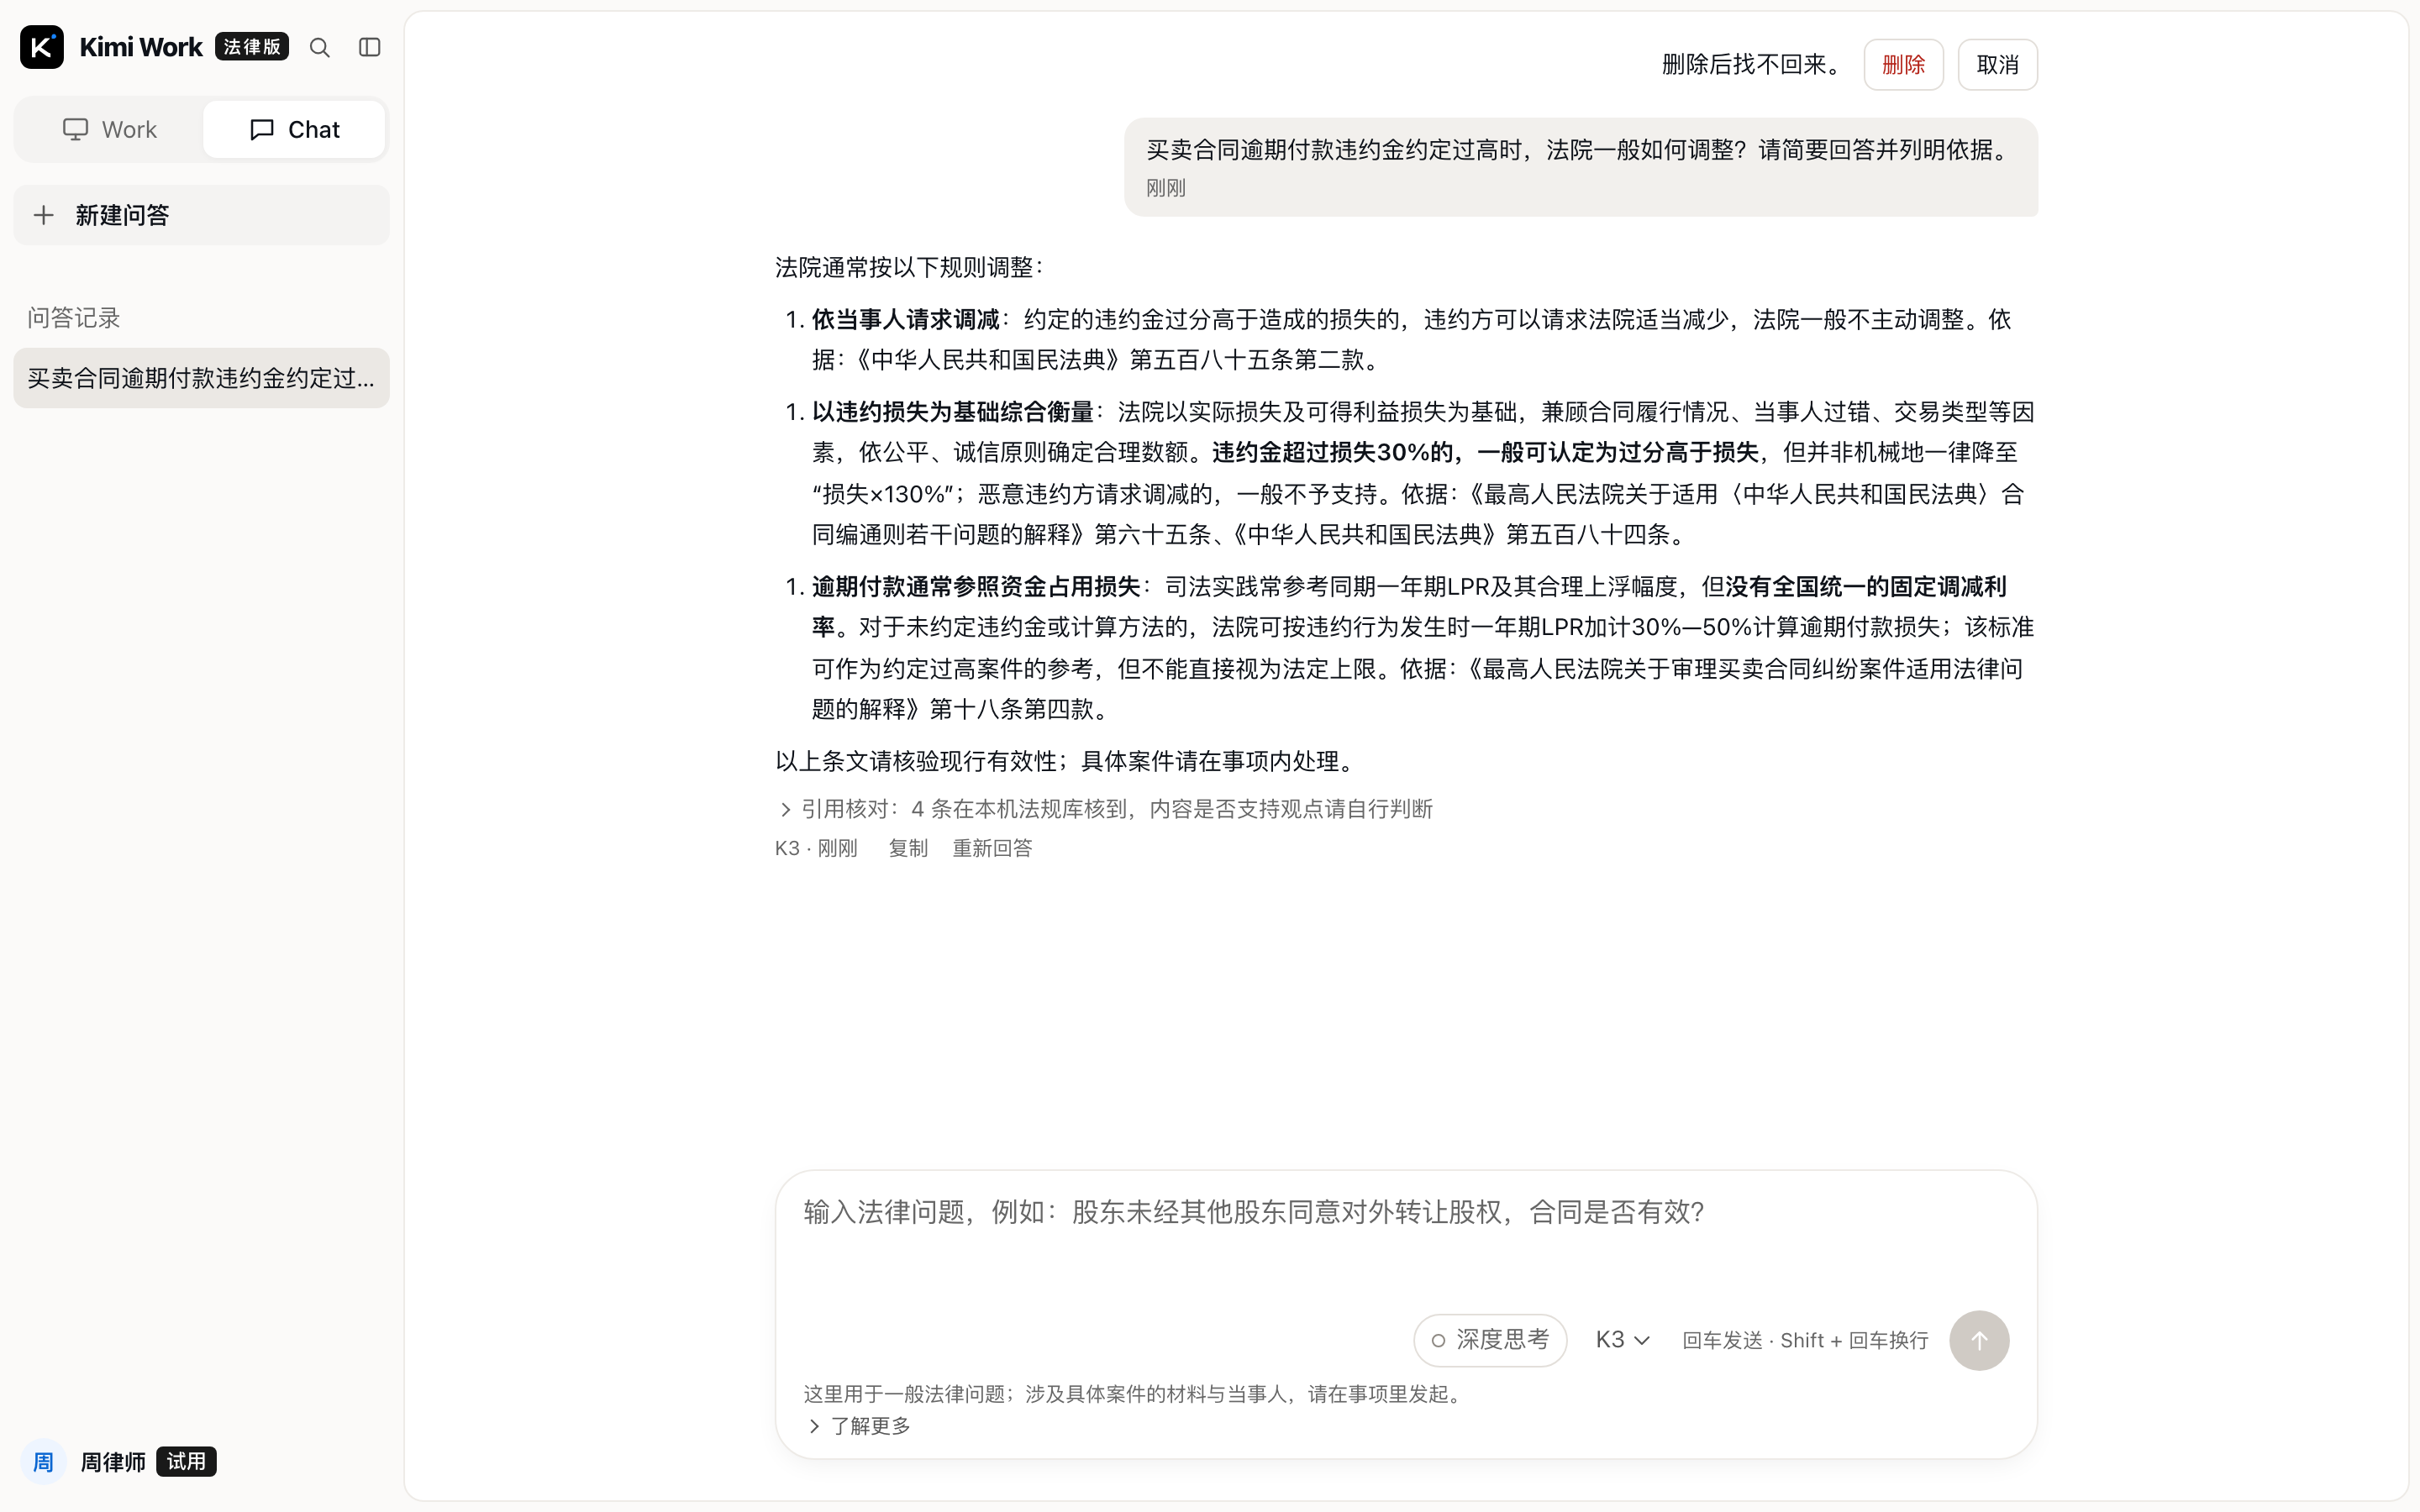 Kimi Work 法律版
Work
Chat
新建问答
问答记录
买卖合同逾期付款违约金约定过...
周 周律师 试用
删除后找不回来。 删除 取消
买卖合同逾期付款违约金约定过高时，法院一般如何调整？请简要回答并列明依据。
刚刚
法院通常按以下规则调整：
1. 依当事人请求调减：约定的违约金过分高于造成的损失的，违约方可以请求法院适当减少，法院一般不主动调整。依
据：《中华人民共和国民法典》第五百八十五条第二款。
1. 以违约损失为基础综合衡量：法院以实际损失及可得利益损失为基础，兼顾合同履行情况、当事人过错、交易类型等因
素，依公平、诚信原则确定合理数额。违约金超过损失30%的，一般可认定为过分高于损失，但并非机械地一律降至
“损失×130%”；恶意违约方请求调减的，一般不予支持。依据：《最高人民法院关于适用〈中华人民共和国民法典〉合
同编通则若干问题的解释》第六十五条、《中华人民共和国民法典》第五百八十四条。
1. 逾期付款通常参照资金占用损失：司法实践常参考同期一年期LPR及其合理上浮幅度，但没有全国统一的固定调减利
率。对于未约定违约金或计算方法的，法院可按违约行为发生时一年期LPR加计30%—50%计算逾期付款损失；该标准
可作为约定过高案件的参考，但不能直接视为法定上限。依据：《最高人民法院关于审理买卖合同纠纷案件适用法律问
题的解释》第十八条第四款。
以上条文请核验现行有效性；具体案件请在事项内处理。
引用核对：4 条在本机法规库核到，内容是否支持观点请自行判断
K3 · 刚刚 复制 重新回答
输入法律问题，例如：股东未经其他股东同意对外转让股权，合同是否有效？
深度思考 K3 回车发送 · Shift + 回车换行
这里用于一般法律问题；涉及具体案件的材料与当事人，请在事项里发起。
了解更多